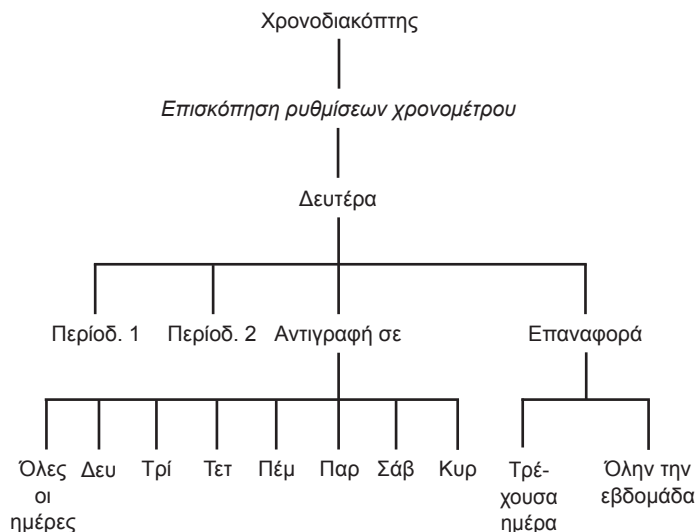 Χρονοδιακόπτης
Επισκόπηση ρυθμίσεων χρονομέτρου
Δευτέρα
Περίοδ. 1 Περίοδ. 2 Αντιγραφή σε Επαναφορά
Όλες Δευ Τρί Τετ Πέμ Παρ Σάβ Κυρ Τρέ- Όλην την
οι χουσα εβδομάδα
ημέρες ημέρα